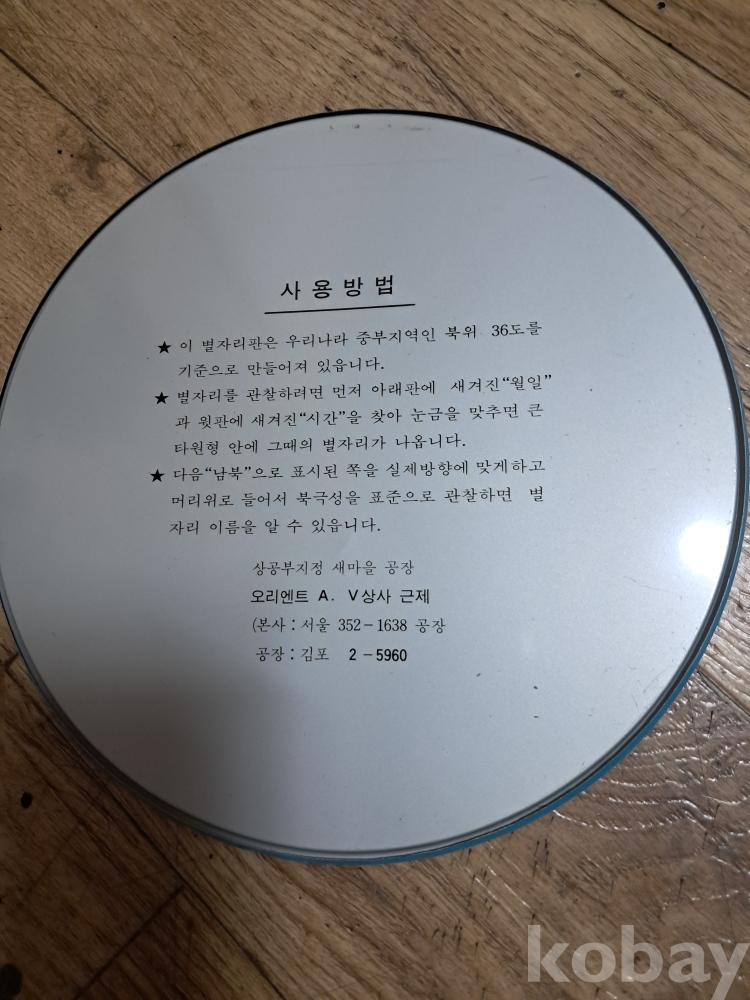 사용방법
★ 이 별자리판은 우리나라 중부지역인 북위 36도를
기준으로 만들어져 있읍니다.
★ 별자리를 관찰하려면 먼저 아래판에 새겨진“월일”
과 윗판에 새겨진“시간”을 찾아 눈금을 맞추면 큰
타원형 안에 그때의 별자리가 나옵니다.
★ 다음“남북”으로 표시된 쪽을 실제방향에 맞게하고
머리위로 들어서 북극성을 표준으로 관찰하면 별
자리 이름을 알 수 있읍니다.
상공부지정 새마을 공장
오리엔트 A. V상사 근제
(본사 : 서울 352-1638 공장
공장 : 김포 2-5960
kobay